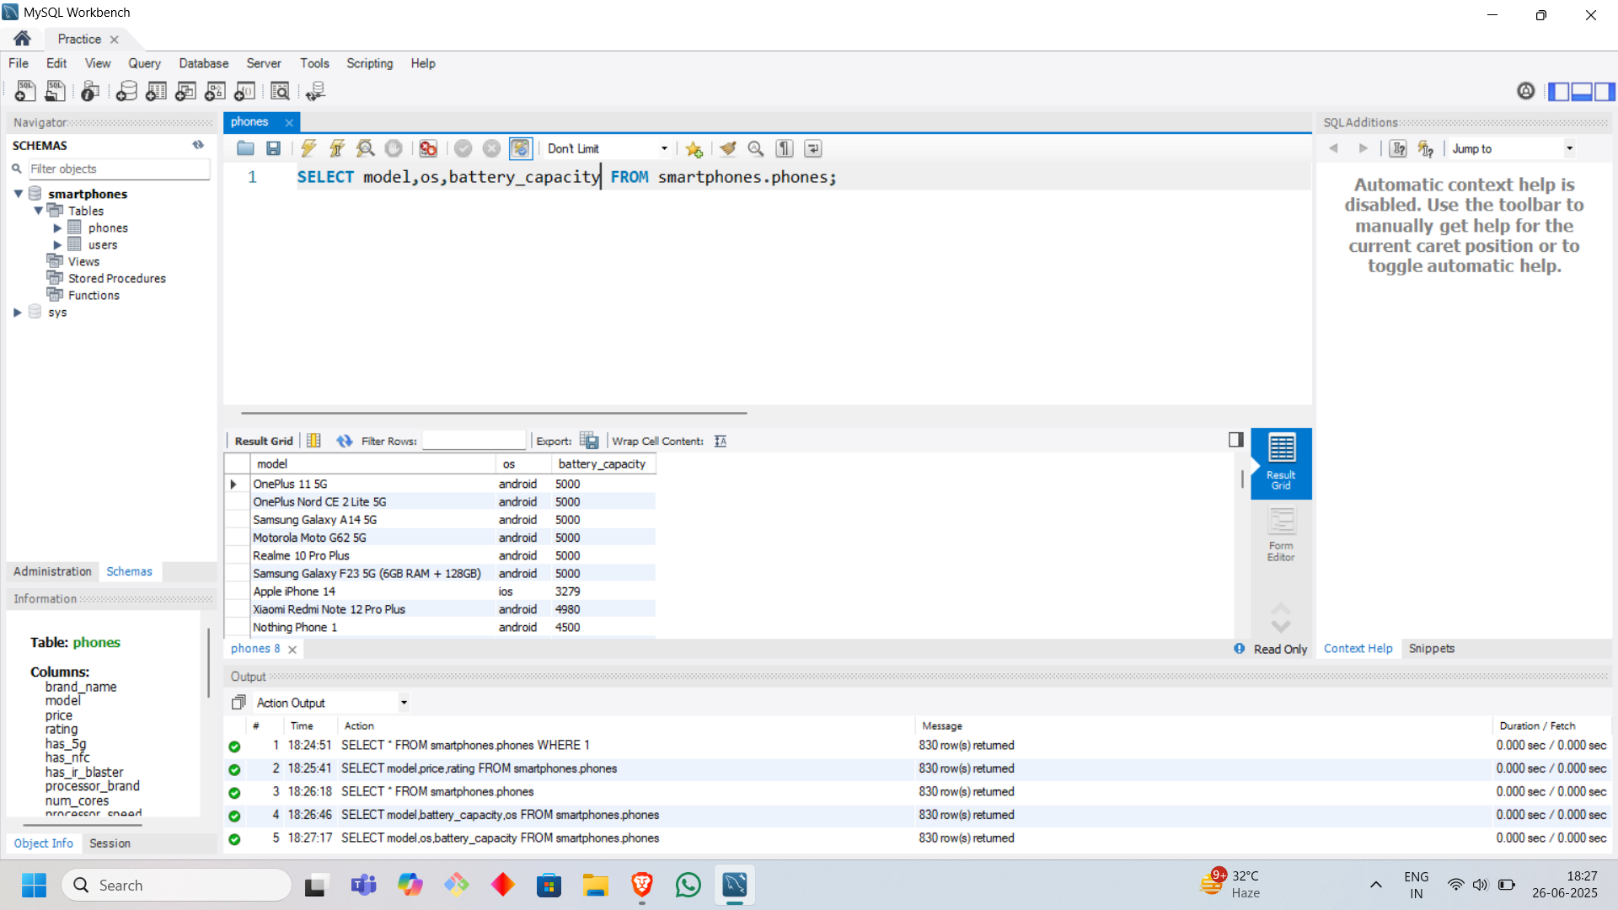 MySQL Workbench
Practice
File Edit View Query Database Server Tools Scripting Help
Navigator
SCHEMAS
Filter objects
smartphones
Tables
phones
users
Views
Stored Procedures
Functions
sys
Administration Schemas
Information
Table: phones
Columns:
brand_name
model
price
rating
has_5g
has_nfc
has_ir_blaster
processor_brand
num_cores
processor_speed
Object Info Session
phones
Don't Limit
1 SELECT model,os,battery_capacity FROM smartphones.phones;
Result Grid Filter Rows: Export: Wrap Cell Content:
model os battery_capacity
OnePlus 11 5G android 5000
OnePlus Nord CE 2 Lite 5G android 5000
Samsung Galaxy A14 5G android 5000
Motorola Moto G62 5G android 5000
Realme 10 Pro Plus android 5000
Samsung Galaxy F23 5G (6GB RAM + 128GB) android 5000
Apple iPhone 14 ios 3279
Xiaomi Redmi Note 12 Pro Plus android 4980
Nothing Phone 1 android 4500
Result
Grid
Form
Editor
phones 8
Read Only
SQLAdditions
Jump to
Automatic context help is
disabled. Use the toolbar to
manually get help for the
current caret position or to
toggle automatic help.
Context Help Snippets
Output
Action Output
# Time Action Message Duration / Fetch
1 18:24:51 SELECT * FROM smartphones.phones WHERE 1 830 row(s) returned 0.000 sec / 0.000 sec
2 18:25:41 SELECT model,price,rating FROM smartphones.phones 830 row(s) returned 0.000 sec / 0.000 sec
3 18:26:18 SELECT * FROM smartphones.phones 830 row(s) returned 0.000 sec / 0.000 sec
4 18:26:46 SELECT model,battery_capacity,os FROM smartphones.phones 830 row(s) returned 0.000 sec / 0.000 sec
5 18:27:17 SELECT model,os,battery_capacity FROM smartphones.phones 830 row(s) returned 0.000 sec / 0.000 sec
Search
9+
32°C
Haze
ENG
IN
18:27
26-06-2025